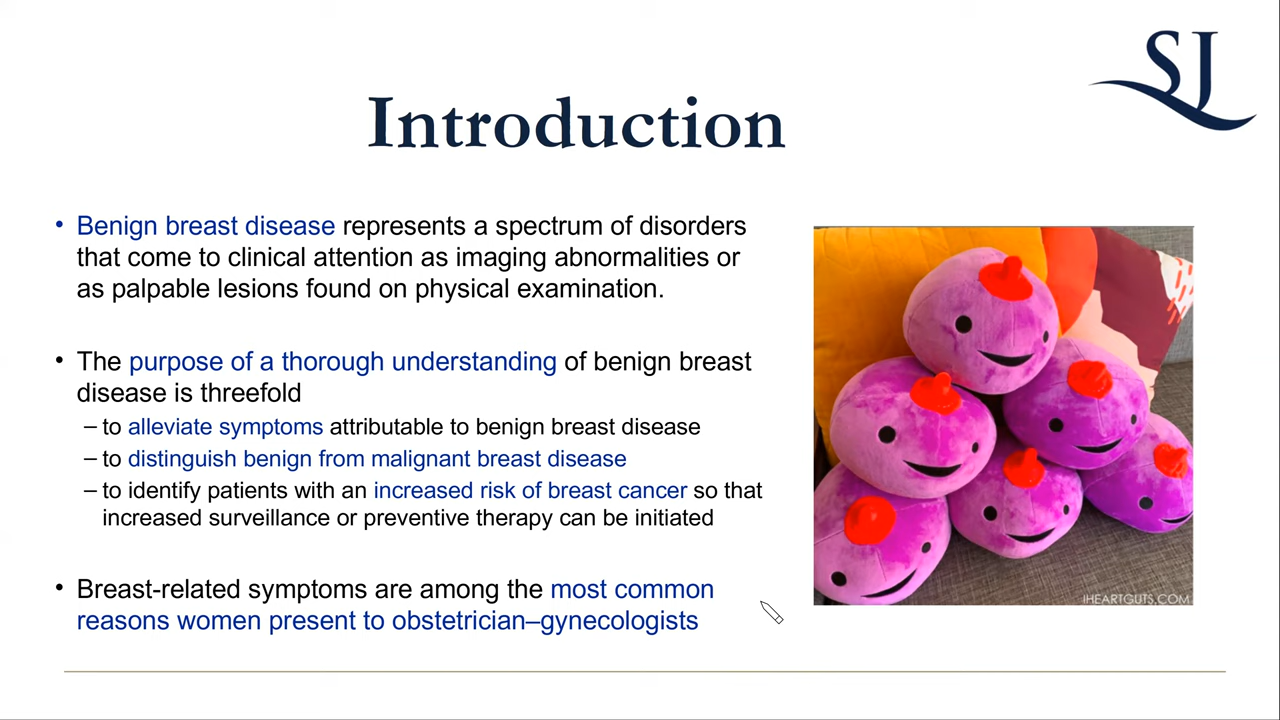 SJ
Introduction
• Benign breast disease represents a spectrum of disorders
that come to clinical attention as imaging abnormalities or
as palpable lesions found on physical examination.
• The purpose of a thorough understanding of benign breast
disease is threefold
– to alleviate symptoms attributable to benign breast disease
– to distinguish benign from malignant breast disease
– to identify patients with an increased risk of breast cancer so that
increased surveillance or preventive therapy can be initiated
• Breast-related symptoms are among the most common
reasons women present to obstetrician–gynecologists
IHEARTGUTS.COM